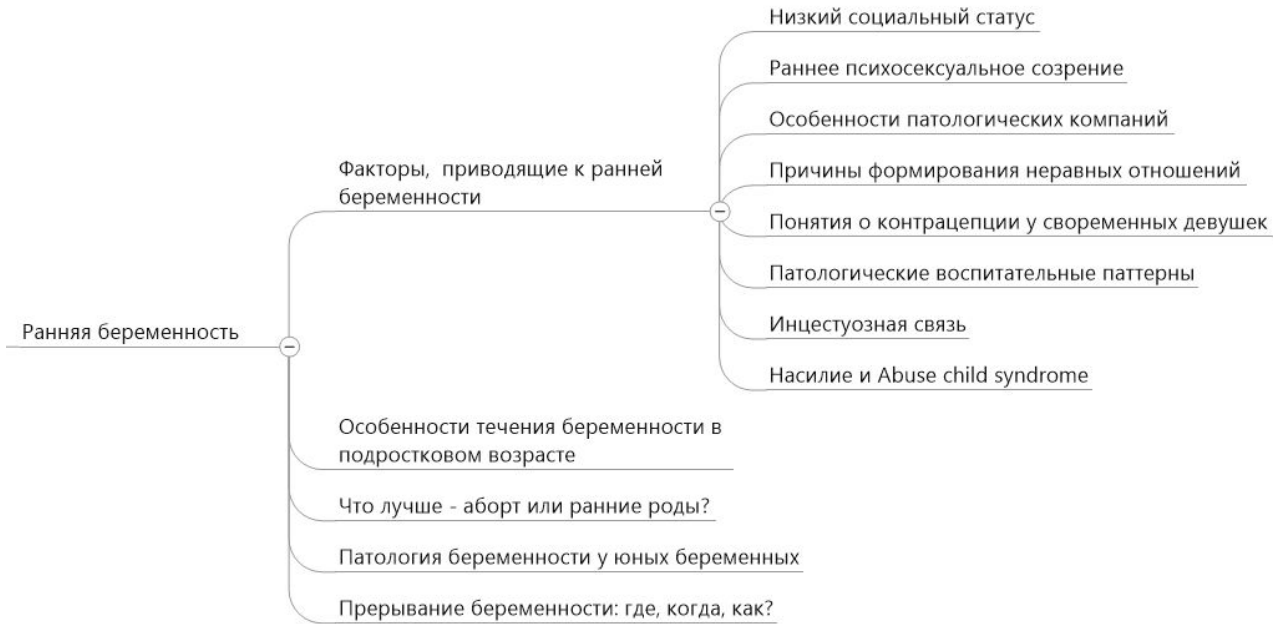 Ранняя беременность
Факторы,  приводящие к ранней
беременности
Низкий социальный статус
Раннее психосексуальное созрение
Особенности патологических компаний
Причины формирования неравных отношений
Понятия о контрацепции у своременных девушек
Патологические воспитательные паттерны
Инцестуозная связь
Насилие и Abuse child syndrome
Особенности течения беременности в
подростковом возрасте
Что лучше - аборт или ранние роды?
Патология беременности у юных беременных
Прерывание беременности: где, когда, как?